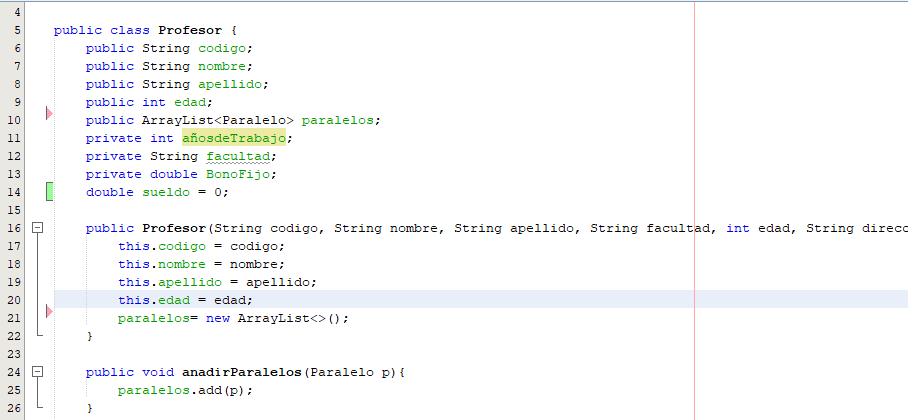 4
5 public class Profesor {
6 public String codigo;
7 public String nombre;
8 public String apellido;
9 public int edad;
10 public ArrayList<Paralelo> paralelos;
11 private int añosdeTrabajo;
12 private String facultad;
13 private double BonoFijo;
14 double sueldo = 0;
15
16 public Profesor(String codigo, String nombre, String apellido, String facultad, int edad, String direcc
17 this.codigo = codigo;
18 this.nombre = nombre;
19 this.apellido = apellido;
20 this.edad = edad;
21 paralelos= new ArrayList<>();
22 }
23
24 public void anadirParalelos(Paralelo p){
25 paralelos.add(p);
26 }